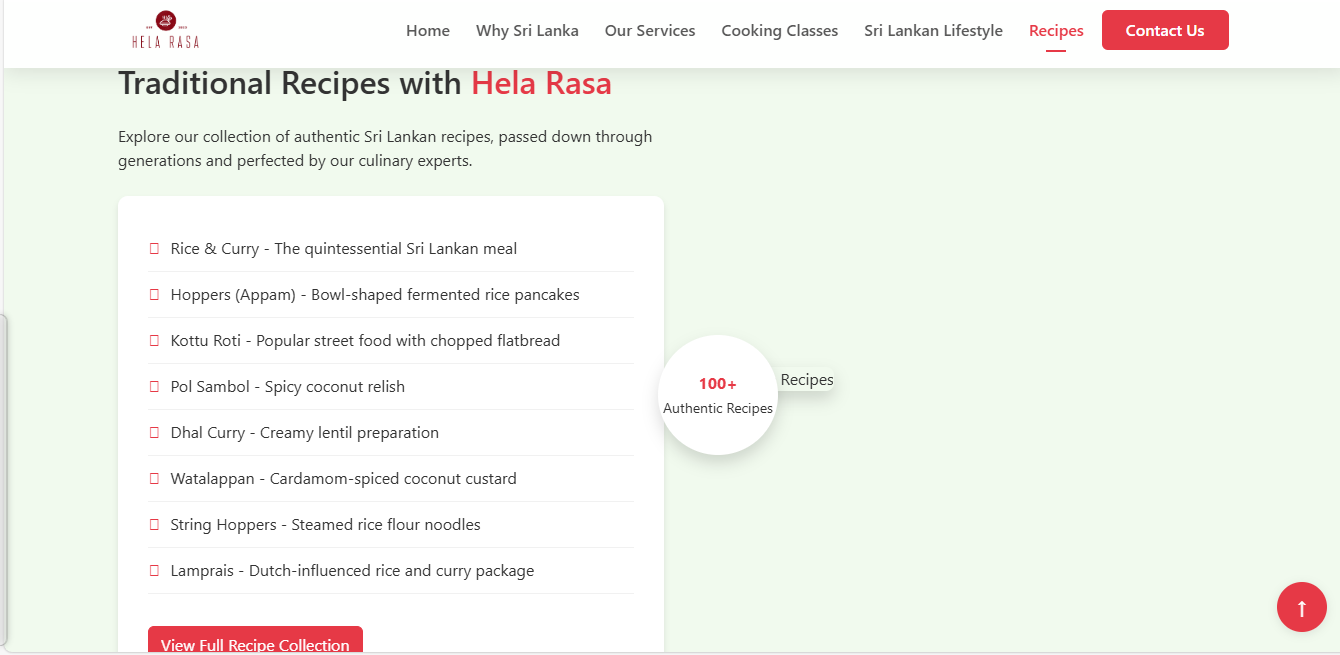 HELA RASA
Home
Why Sri Lanka
Our Services
Cooking Classes
Sri Lankan Lifestyle
Recipes
Contact Us
Traditional Recipes with Hela Rasa
Explore our collection of authentic Sri Lankan recipes, passed down through
generations and perfected by our culinary experts.
Rice & Curry - The quintessential Sri Lankan meal
Hoppers (Appam) - Bowl-shaped fermented rice pancakes
Kottu Roti - Popular street food with chopped flatbread
Pol Sambol - Spicy coconut relish
Dhal Curry - Creamy lentil preparation
Watalappan - Cardamom-spiced coconut custard
String Hoppers - Steamed rice flour noodles
Lamprais - Dutch-influenced rice and curry package
View Full Recipe Collection
100+
Authentic Recipes
Recipes